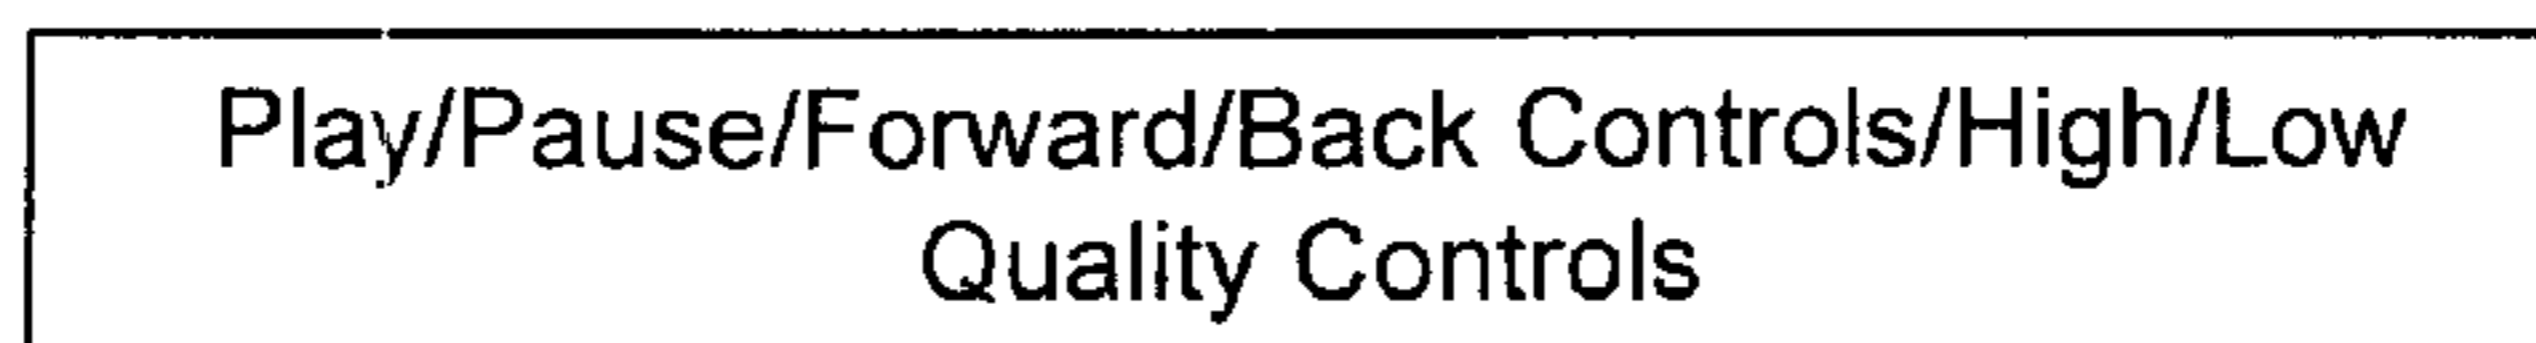 Play/Pause/Forward/Back Controls/High/Low
Quality Controls